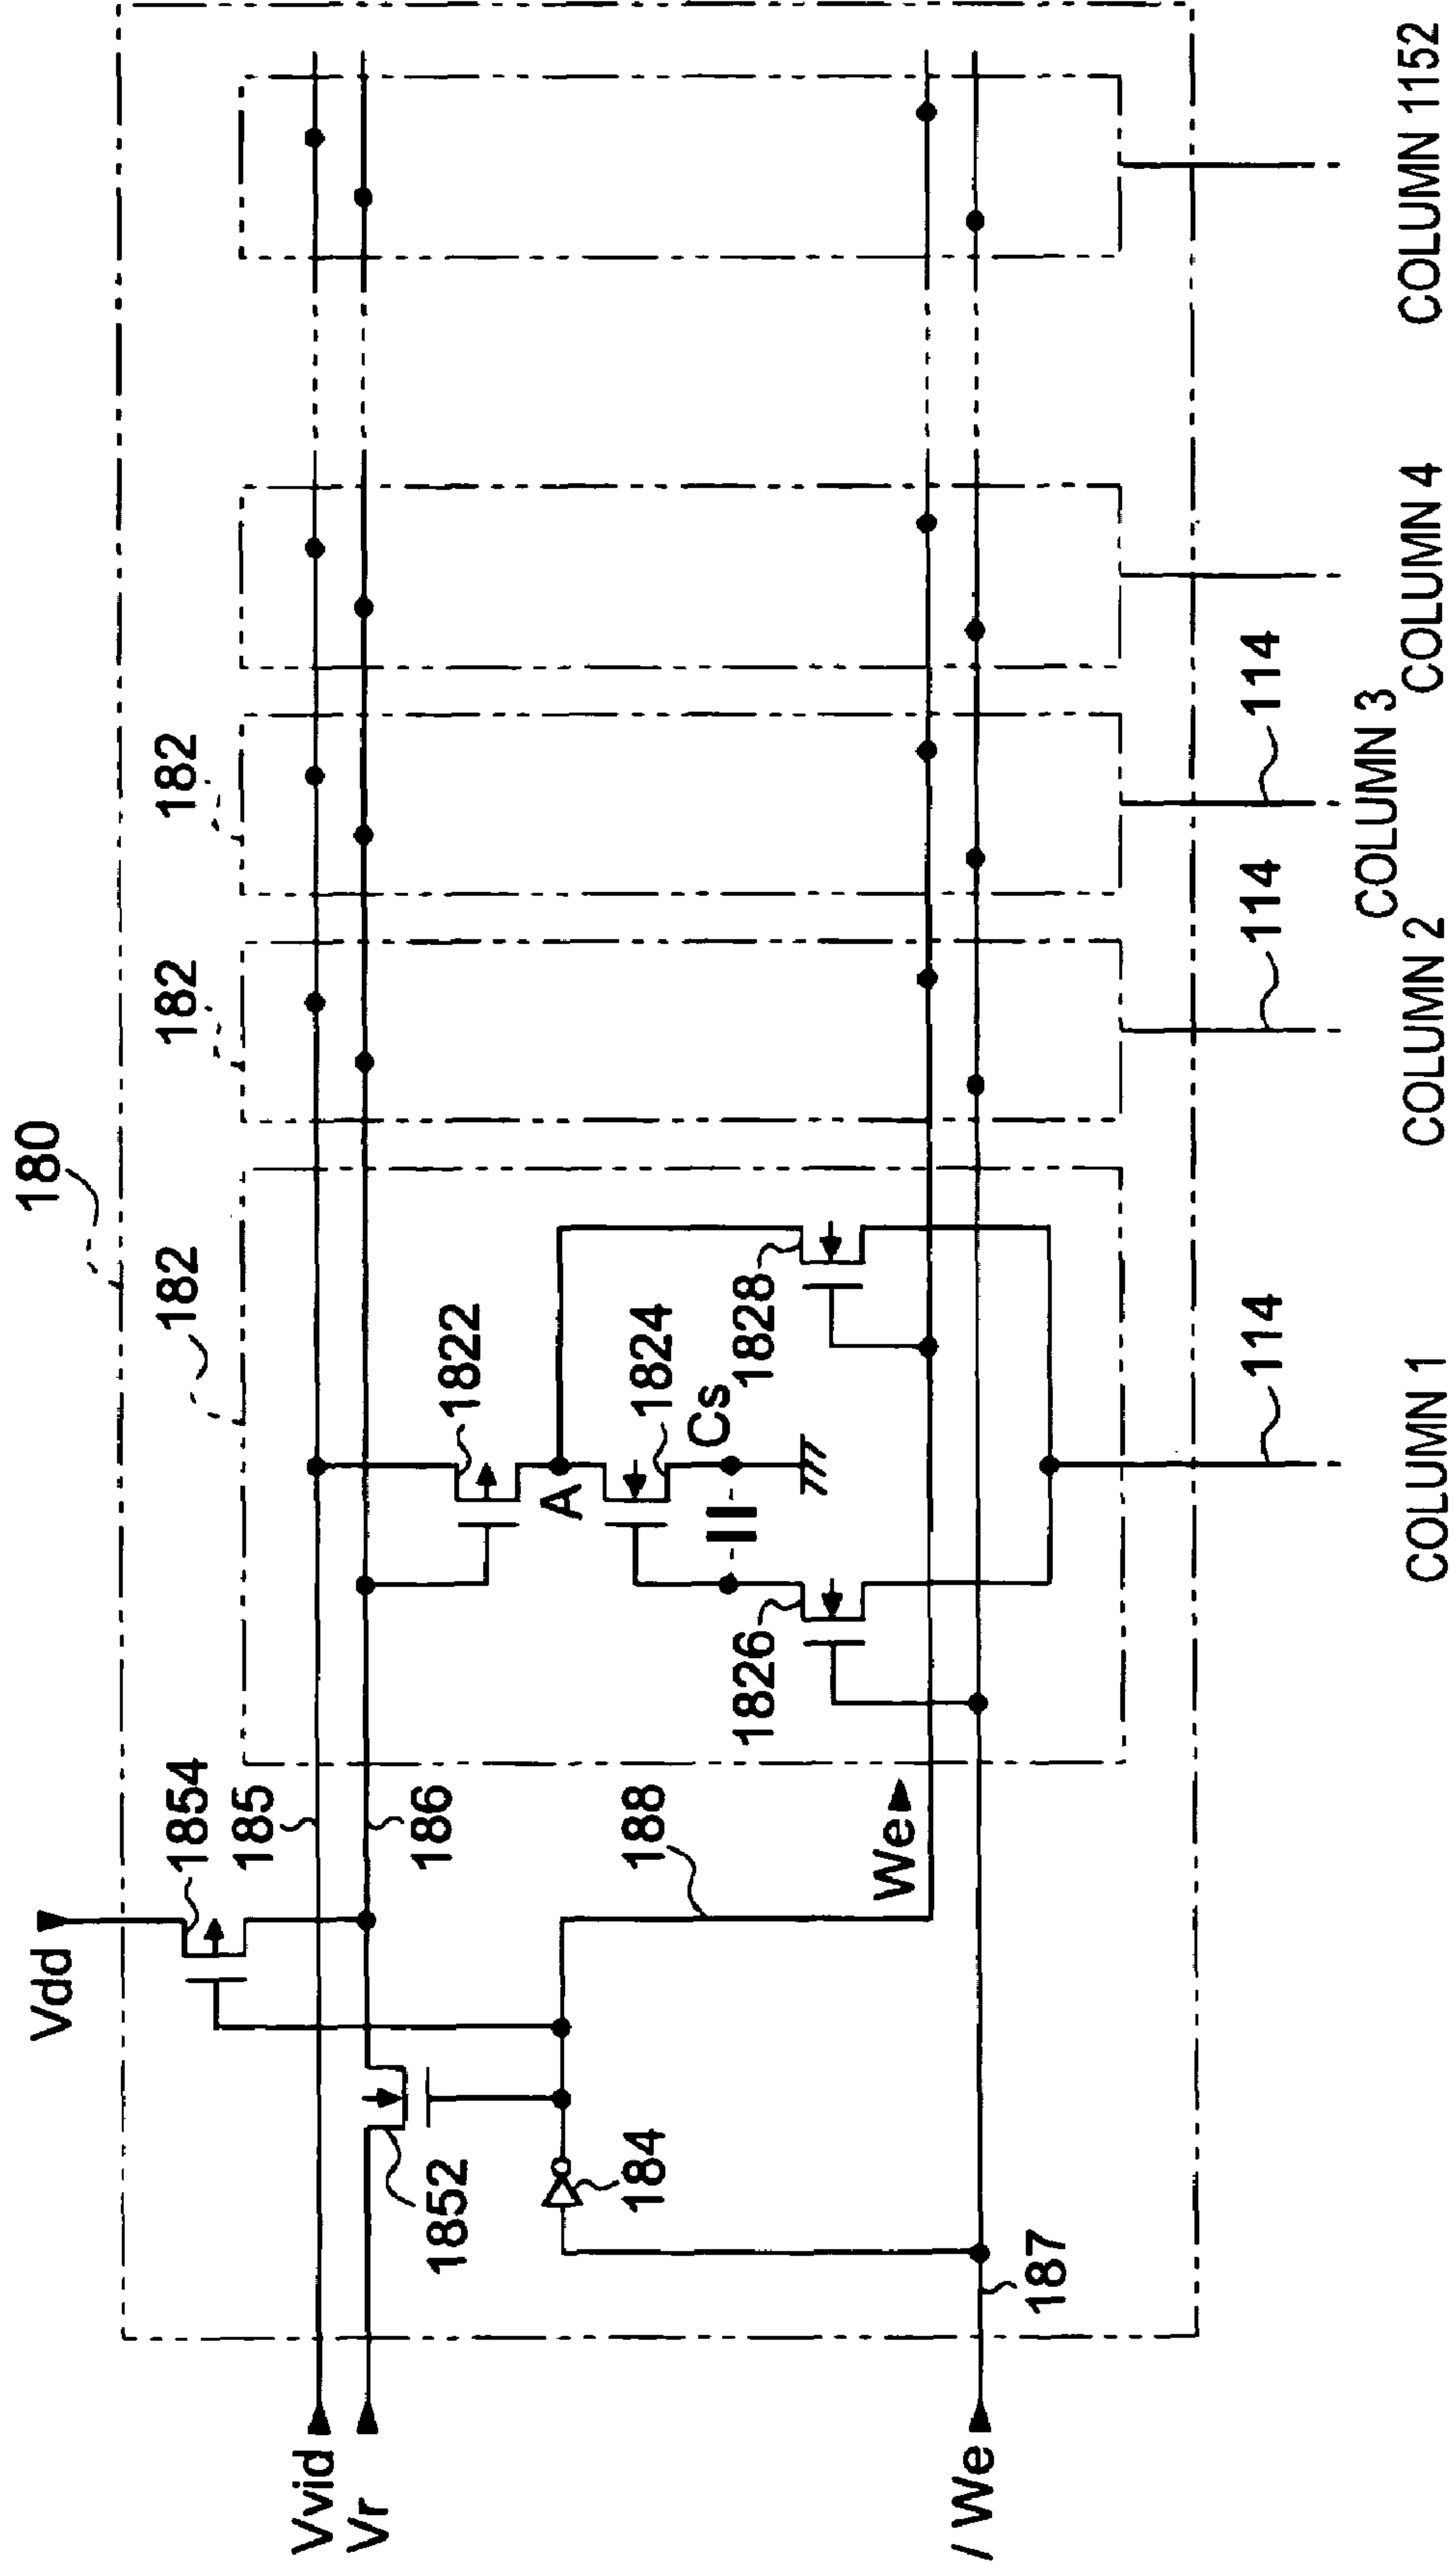 180
182
182
182
Vdd
1854
185
186
1822
A
1824
Cs
1828
1826
1852
184
188
We
187
Vvid
Vr
/ We
114
114
114
COLUMN 1
COLUMN 2
COLUMN 3
COLUMN 4
COLUMN 1152